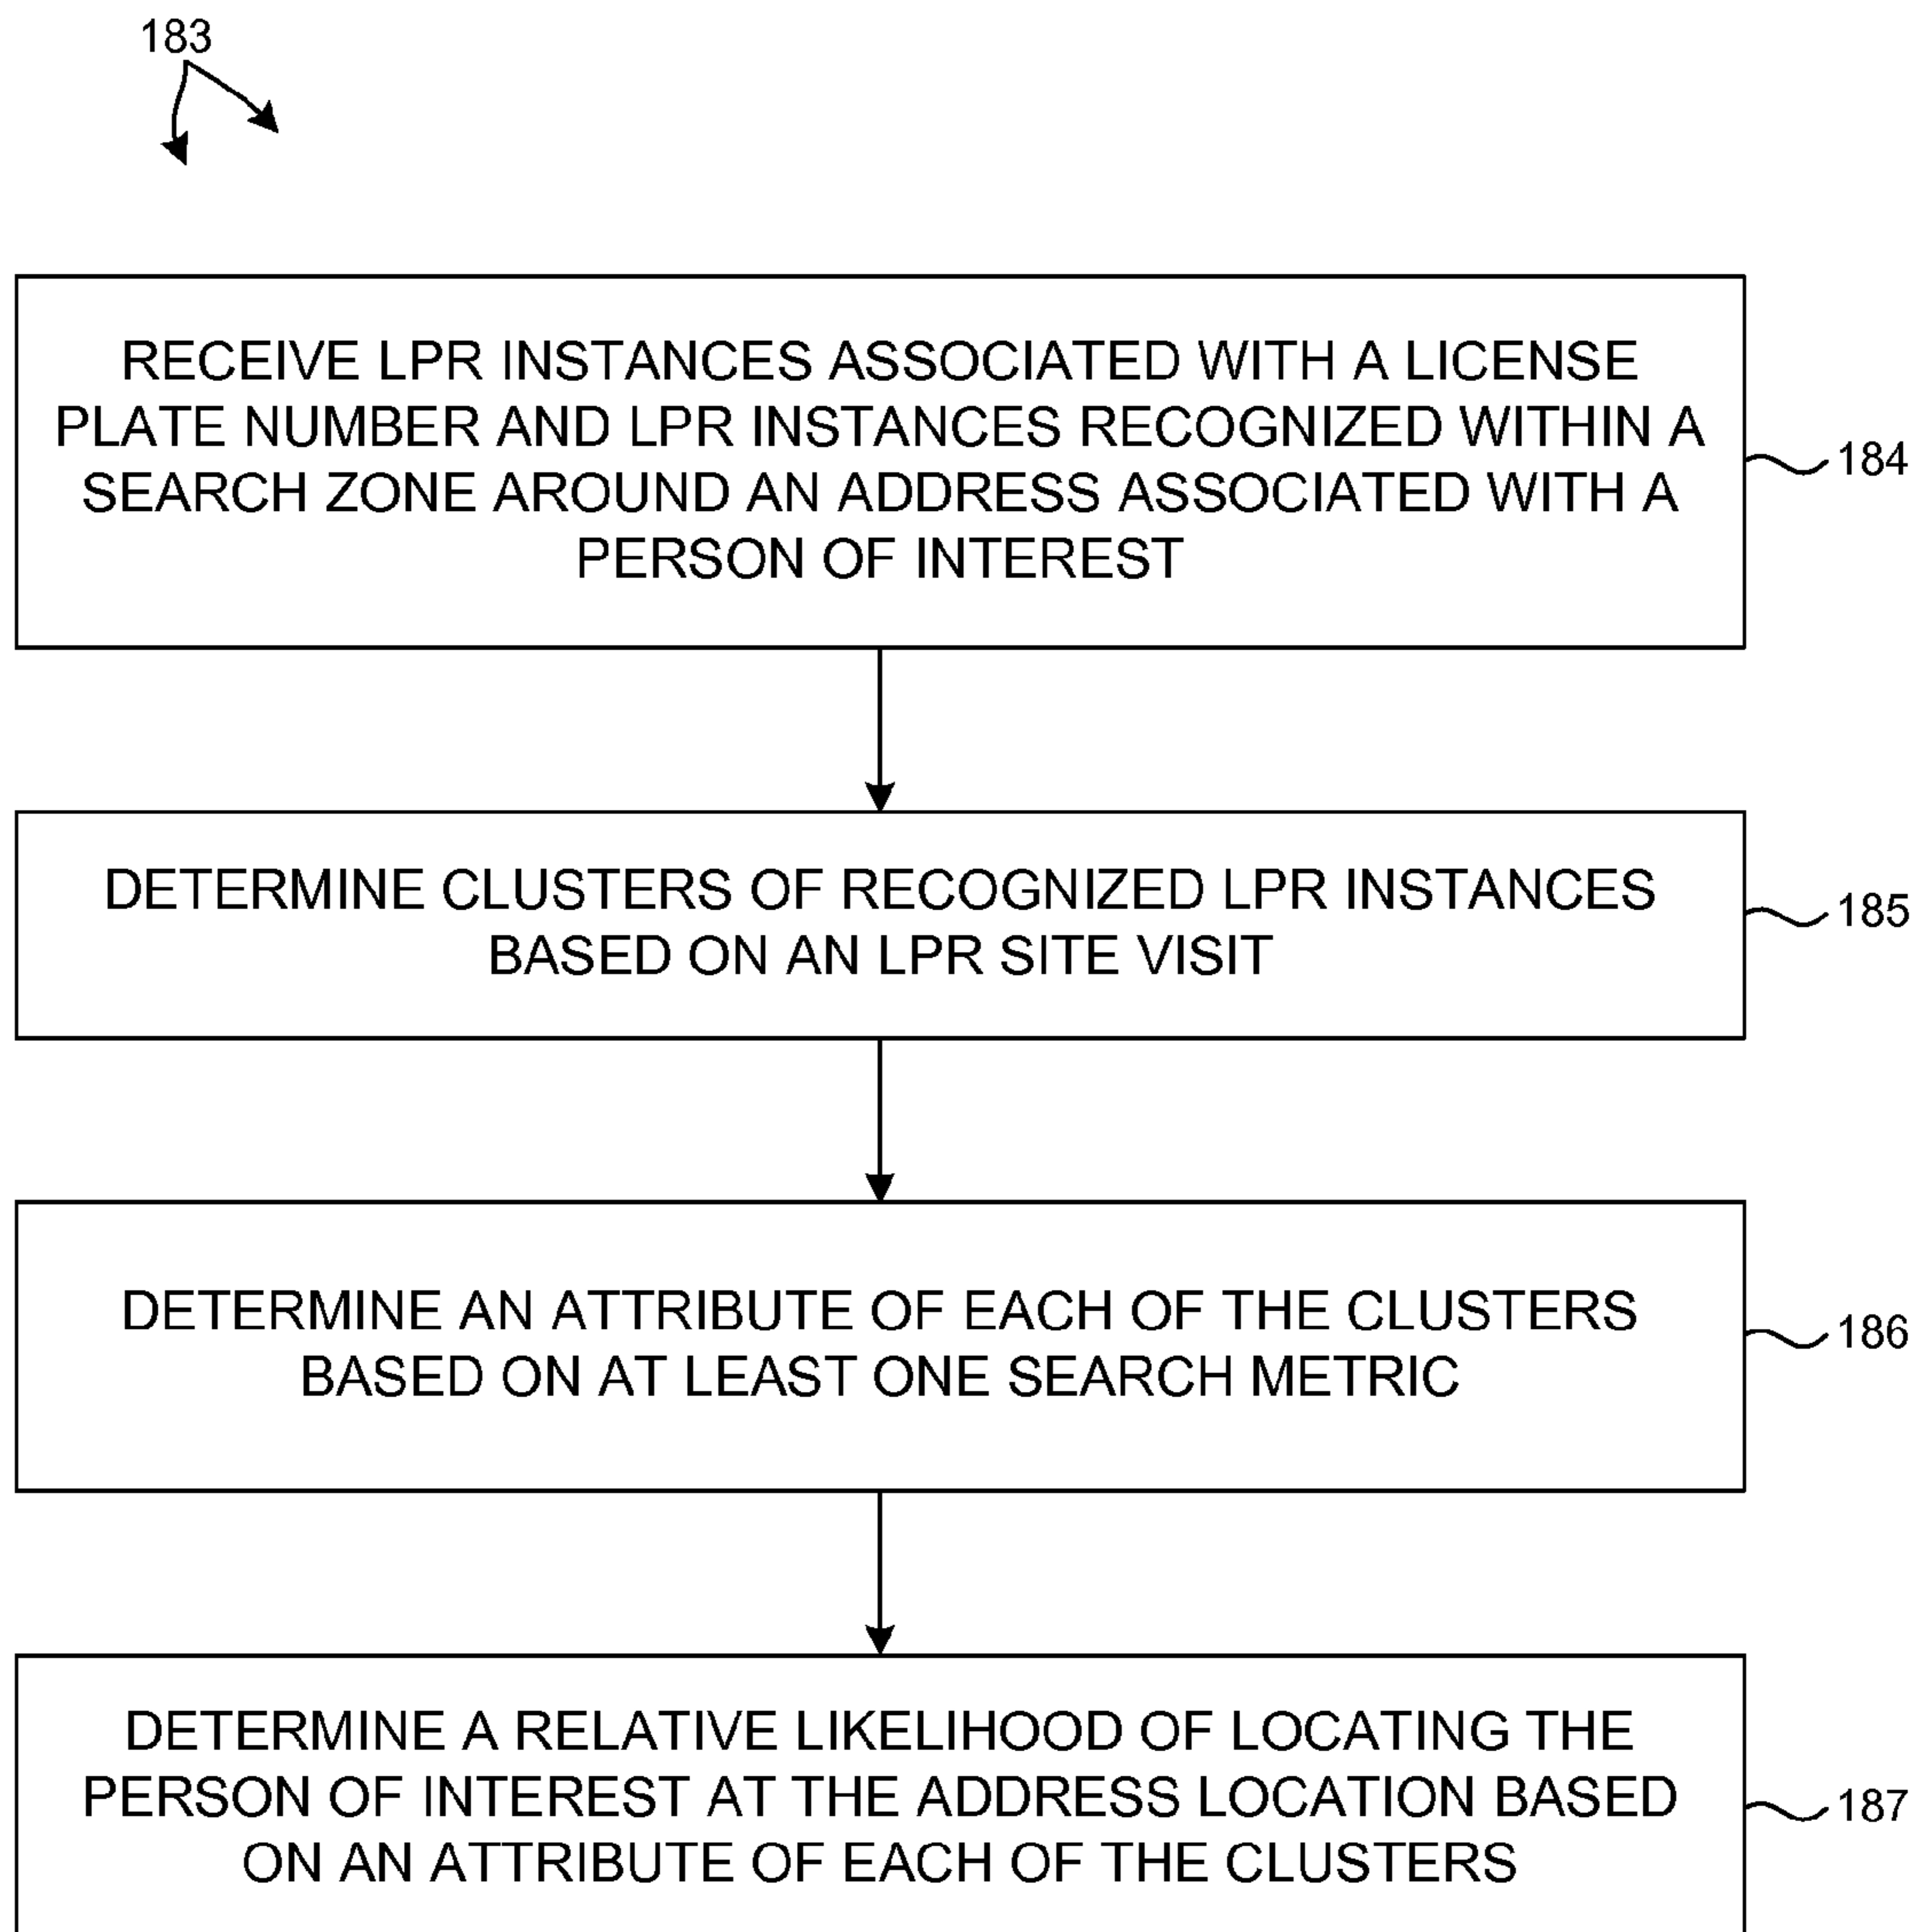 183
RECEIVE LPR INSTANCES ASSOCIATED WITH A LICENSE
PLATE NUMBER AND LPR INSTANCES RECOGNIZED WITHIN A
SEARCH ZONE AROUND AN ADDRESS ASSOCIATED WITH A
PERSON OF INTEREST
184
DETERMINE CLUSTERS OF RECOGNIZED LPR INSTANCES
BASED ON AN LPR SITE VISIT
185
DETERMINE AN ATTRIBUTE OF EACH OF THE CLUSTERS
BASED ON AT LEAST ONE SEARCH METRIC
186
DETERMINE A RELATIVE LIKELIHOOD OF LOCATING THE
PERSON OF INTEREST AT THE ADDRESS LOCATION BASED
ON AN ATTRIBUTE OF EACH OF THE CLUSTERS
187